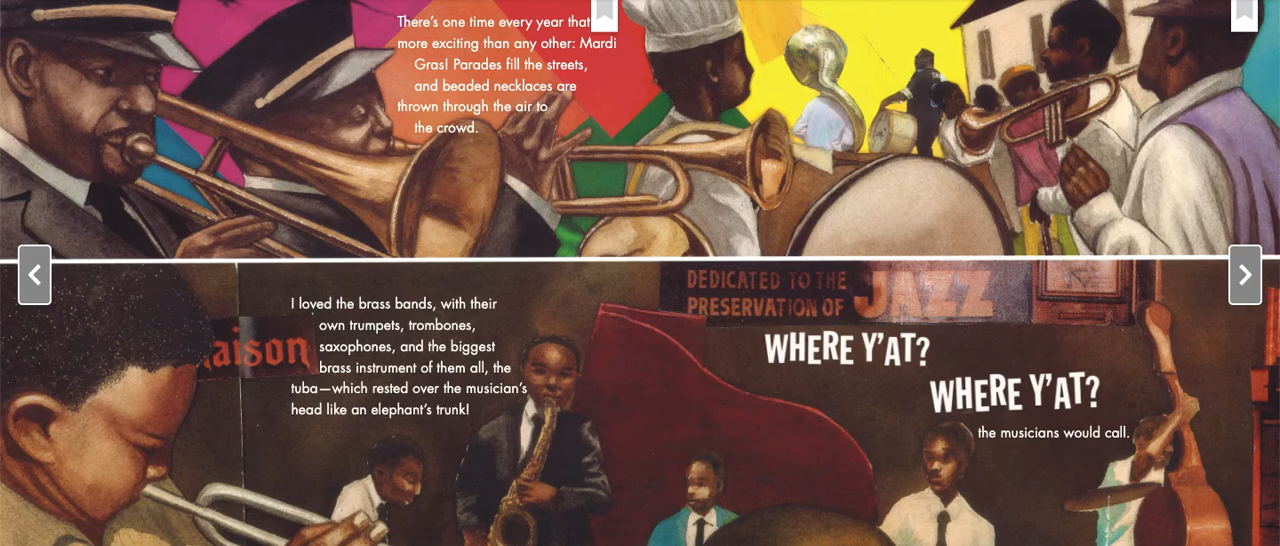 There's one time every year that
more exciting than any other: Mardi
Gras! Parades fill the streets,
and beaded necklaces are
thrown through the air to
the crowd.
I loved the brass bands, with their
own trumpets, trombones,
saxophones, and the biggest
brass instrument of them all, the
tuba—which rested over the musician's
head like an elephant's trunk!
aison
DEDICATED TO THE
PRESERVATION OF JAZZ
WHERE Y'AT?
WHERE Y'AT?
the musicians would call.